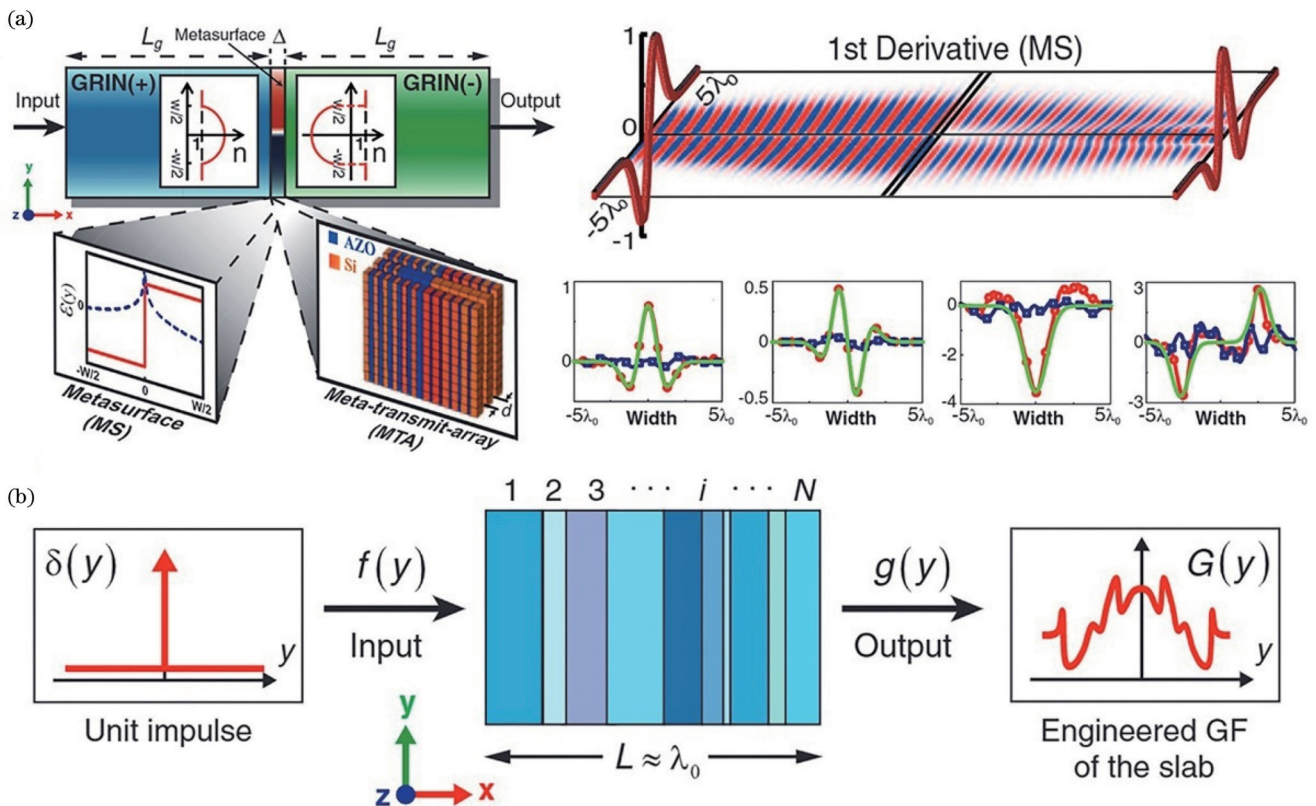 (a)
L_g Δ L_g
Metasurface
GRIN(+)
GRIN(-)
Input
Output
W/2
-W/2
1
n
W/2
-W/2
1
n
y
z
x
ε(y)
0
-W/2
0
W/2
Metasurface
(MS)
AZO
Si
d
Meta-transmit-array
(MTA)
1st Derivative (MS)
1
0
-1
5λ₀
-5λ₀
1
0
-5λ₀ Width 5λ₀
0.5
0
-0.5
-5λ₀ Width 5λ₀
0
-2
-4
-5λ₀ Width 5λ₀
3
0
-3
-5λ₀ Width 5λ₀
(b)
δ(y)
y
Unit impulse
f(y)
Input
y
z
x
1 2 3 ··· i ··· N
L ≈ λ₀
g(y)
Output
G(y)
y
Engineered GF
of the slab